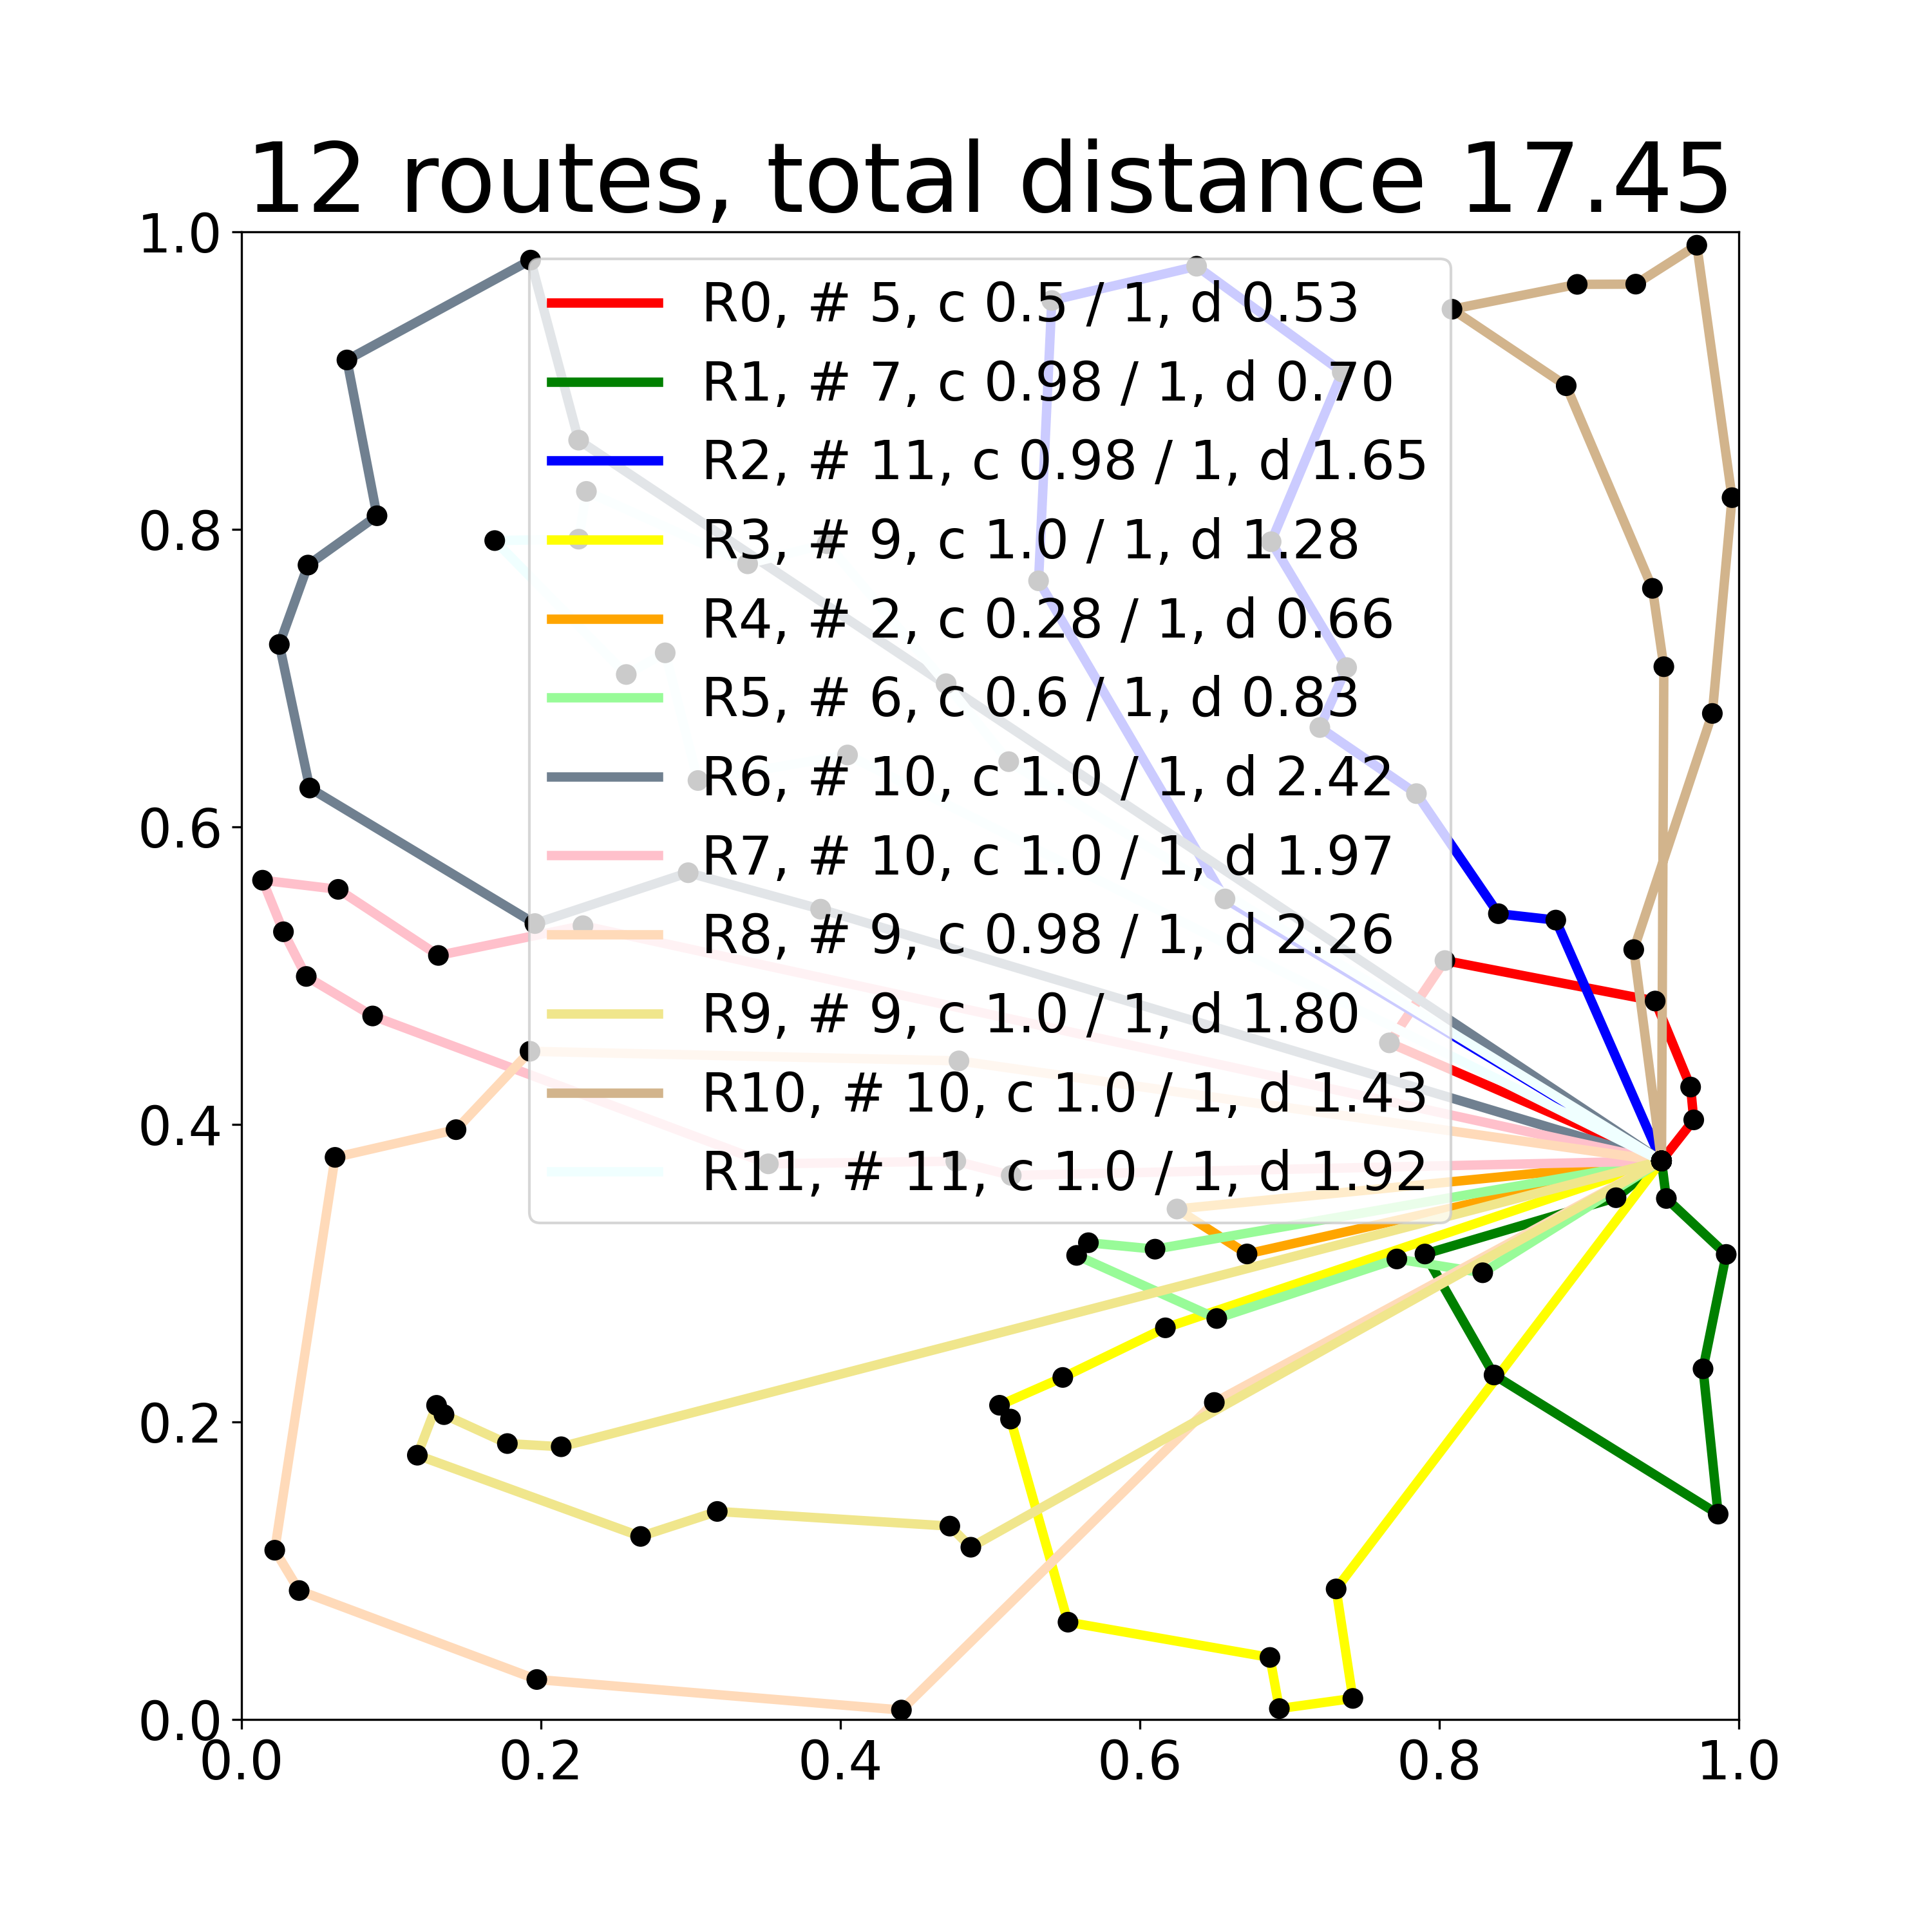 12 routes, total distance 17.45
1.0
0.8
0.6
0.4
0.2
0.0
R0, # 5, c 0.5 / 1, d 0.53
R1, # 7, c 0.98 / 1, d 0.70
R2, # 11, c 0.98 / 1, d 1.65
R3, # 9, c 1.0 / 1, d 1.28
R4, # 2, c 0.28 / 1, d 0.66
R5, # 6, c 0.6 / 1, d 0.83
R6, # 10, c 1.0 / 1, d 2.42
R7, # 10, c 1.0 / 1, d 1.97
R8, # 9, c 0.98 / 1, d 2.26
R9, # 9, c 1.0 / 1, d 1.80
R10, # 10, c 1.0 / 1, d 1.43
R11, # 11, c 1.0 / 1, d 1.92
0.0 0.2 0.4 0.6 0.8 1.0